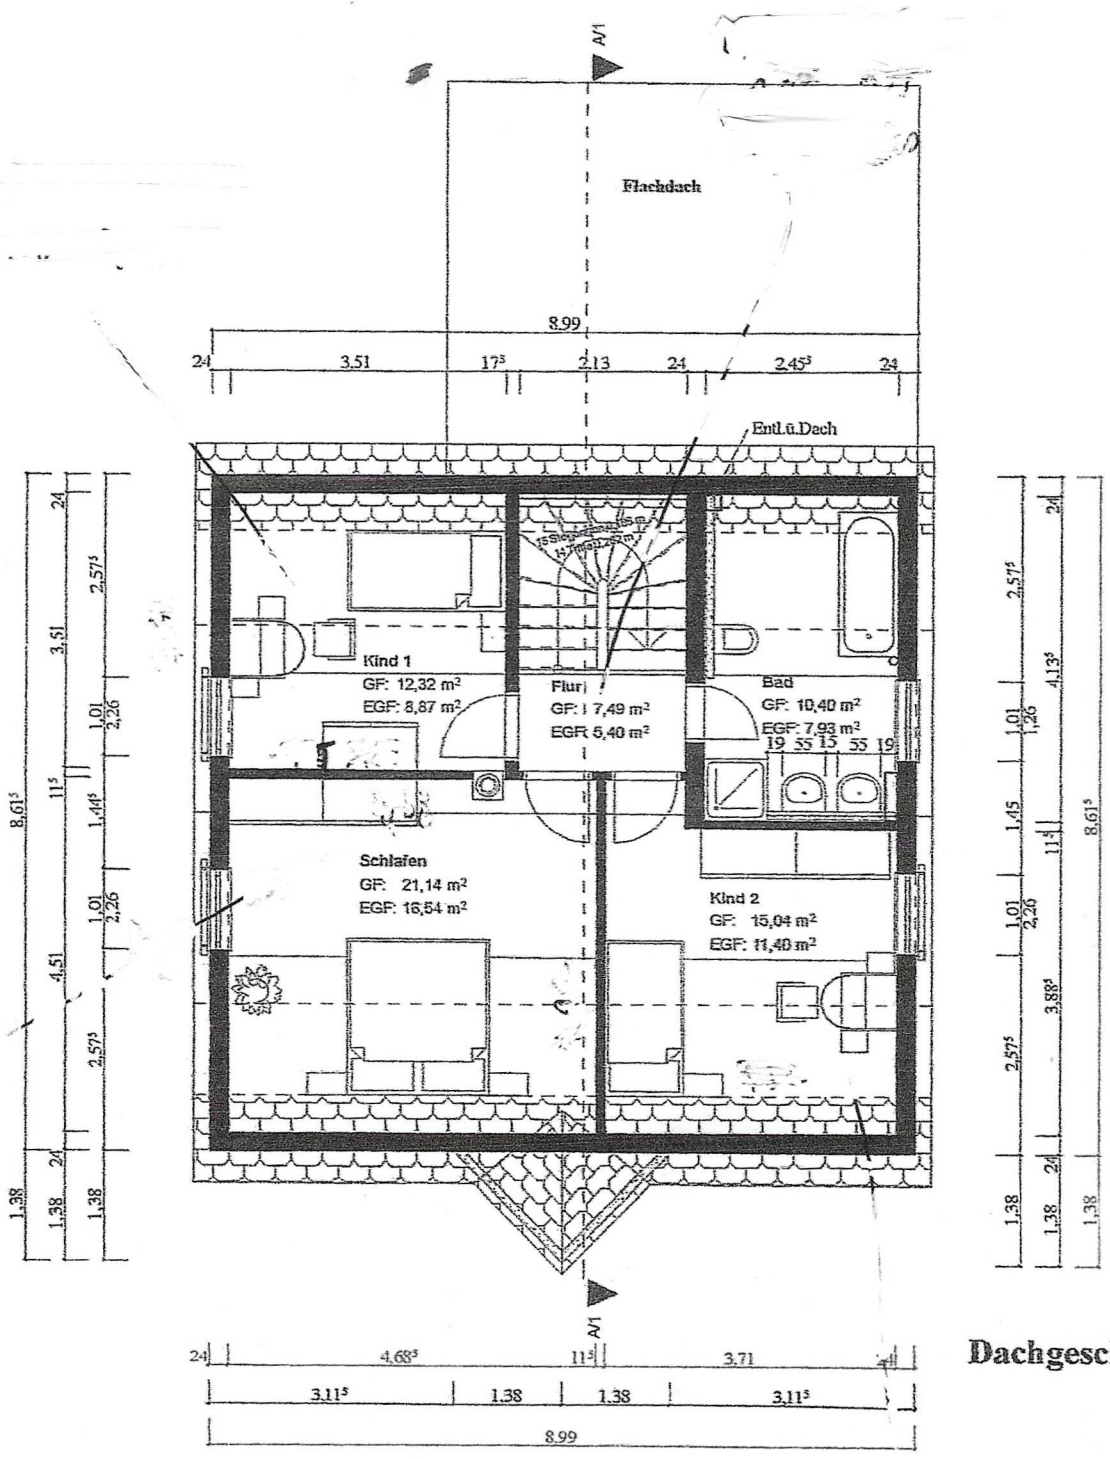 A/1
Flachdach
8.99
24 3.51 17⁵ 2.13 24 2.45⁵ 24
Entl.ü.Dach
Kind 1
GF: 12,32 m²
EGF: 8,87 m²
Flur
GF: 7,49 m²
EGF: 5,40 m²
Bad
GF: 10,40 m²
EGF: 7,93 m²
19 55 15 55 19
Schlafen
GF: 21,14 m²
EGF: 16,54 m²
Kind 2
GF: 15,04 m²
EGF: 11,40 m²
8,61⁵
1,38
24
3,51
11⁵
4,51
24
1,38
2,57⁵
1,01
2,26
1,44⁵
1,01
2,26
2,57⁵
1,38
2,57⁵
1,01
1,26
1,45
1,01
2,26
2,57⁵
1,38
24
4,13⁵
11⁵
3,88⁵
24
1,38
8,61⁵
1,38
A/1
Dachgesc
24 4,68⁵ 11⁵ 3,71
3,11⁵ 1,38 1,38 3,11⁵
8,99